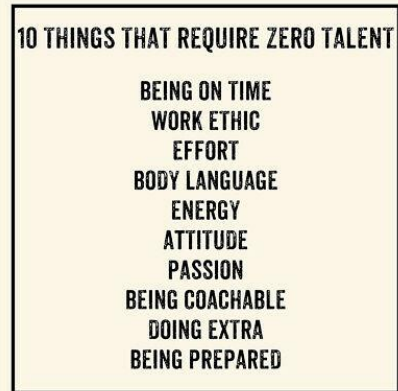 10 THINGS THAT REQUIRE ZERO TALENT
BEING ON TIME
WORK ETHIC
EFFORT
BODY LANGUAGE
ENERGY
ATTITUDE
PASSION
BEING COACHABLE
DOING EXTRA
BEING PREPARED